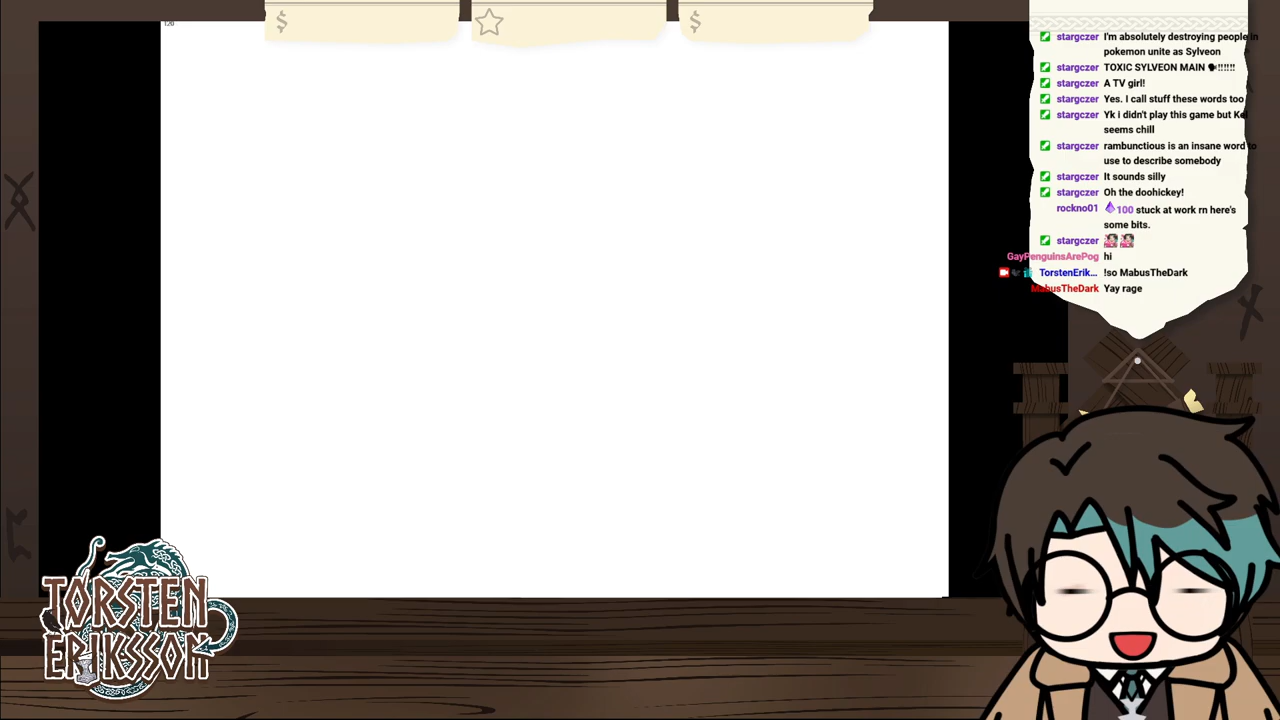 120
$
$
stargczer I'm absolutely destroying people in
pokemon unite as Sylveon
stargczer TOXIC SYLVEON MAIN 🗣‼‼‼
stargczer A TV girl!
stargczer Yes. I call stuff these words too
stargczer Yk i didn't play this game but Kel
seems chill
stargczer rambunctious is an insane word to
use to describe somebody
stargczer It sounds silly
stargczer Oh the doohickey!
rockno01 100 stuck at work rn here's
some bits.
stargczer
GayPenguinsArePog hi
TorstenErik... !so MabusTheDark
MabusTheDark Yay rage
TORSTEN
ERIKSSON